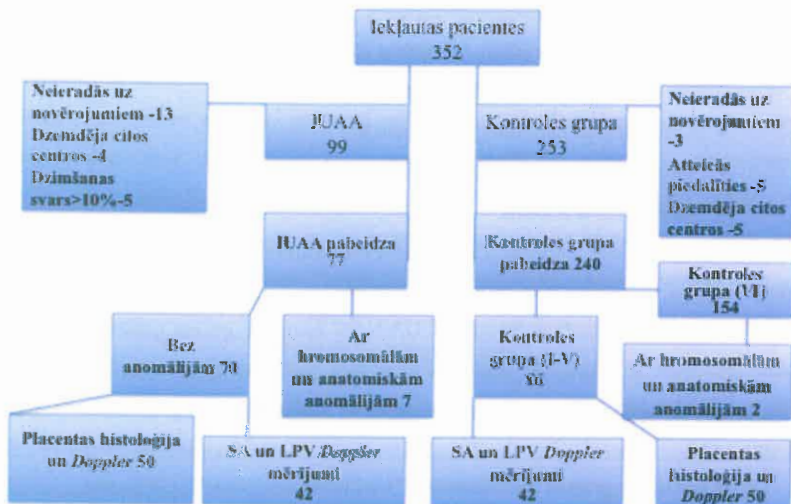 Iekļautas pacientes
352
Neieradās uz
novērojumiem -13
Dzemdēja citos
centros -4
Dzimšanas
svars>10%-5
IUAA
99
Kontroles grupa
253
Neieradās uz
novērojumiem
-3
Atteicās
piedalīties -5
Dzemdēja citos
centros -5
IUAA pabeidza
77
Kontroles grupa
pabeidza 240
Kontroles
grupa (VI)
154
Bez
anomālijām 70
Ar
hromosomālām
un anatomiskām
anomālijām 7
Kontroles
grupa (I-V)
86
Ar hromosomālām
un anatomiskām
anomālijām 2
Placentas histoloģija
un Doppler 50
SA un LPV Doppler
mērījumi
42
SA un LPV Doppler
mērījumi
42
Placentas
histoloģija un
Doppler 50